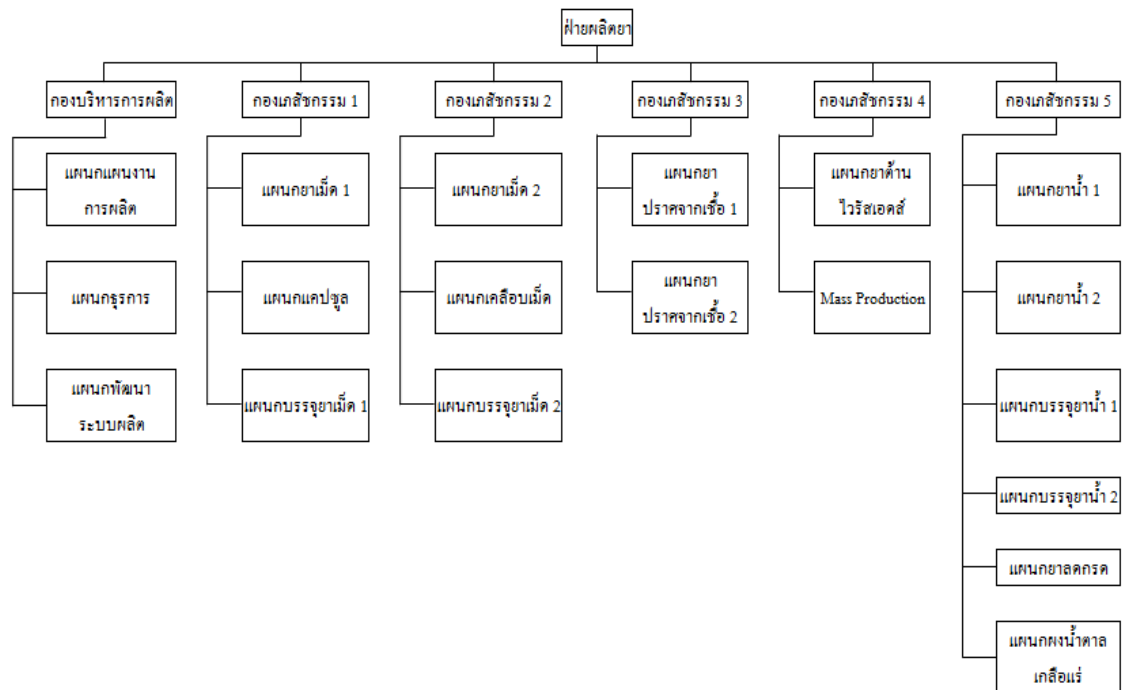 ฝ่ายผลิตยา
กองบริหารการผลิต
แผนกแผนงาน
การผลิต
แผนกธุรการ
แผนกพัฒนา
ระบบผลิต
กองเภสัชกรรม 1
แผนกยาเม็ด 1
แผนกแคปซูล
แผนกบรรจุยาเม็ด 1
กองเภสัชกรรม 2
แผนกยาเม็ด 2
แผนกเคลือบเม็ด
แผนกบรรจุยาเม็ด 2
กองเภสัชกรรม 3
แผนกยา
ปราศจากเชื้อ 1
แผนกยา
ปราศจากเชื้อ 2
กองเภสัชกรรม 4
แผนกยาต้าน
ไวรัสเอดส์
Mass Production
กองเภสัชกรรม 5
แผนกยาน้ำ 1
แผนกยาน้ำ 2
แผนกบรรจุยาน้ำ 1
แผนกบรรจุยาน้ำ 2
แผนกยาลดกรด
แผนกผงน้ำตาล
เกลือแร่